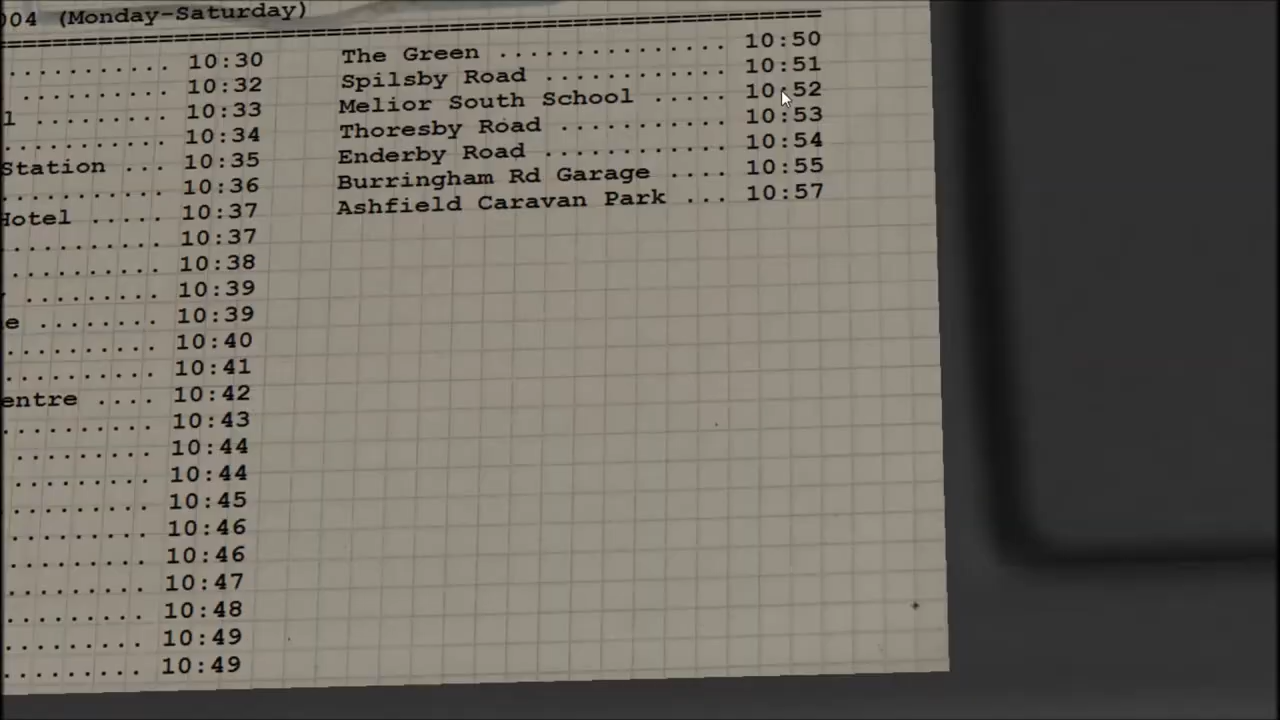 004 (Monday-Saturday)
================================================
.......... 10:30 The Green ............... 10:50
.......... 10:32 Spilsby Road ............ 10:51
l ......... 10:33 Melior South School ..... 10:52
.......... 10:34 Thoresby Road ........... 10:53
Station ... 10:35 Enderby Road ............ 10:54
.......... 10:36 Burringham Rd Garage .... 10:55
Hotel ..... 10:37 Ashfield Caravan Park ... 10:57
.......... 10:37
.......... 10:38
......... 10:39
e ........ 10:39
.......... 10:40
.......... 10:41
entre .... 10:42
.......... 10:43
......... 10:44
......... 10:44
......... 10:45
......... 10:46
......... 10:46
......... 10:47
......... 10:48
......... 10:49
......... 10:49